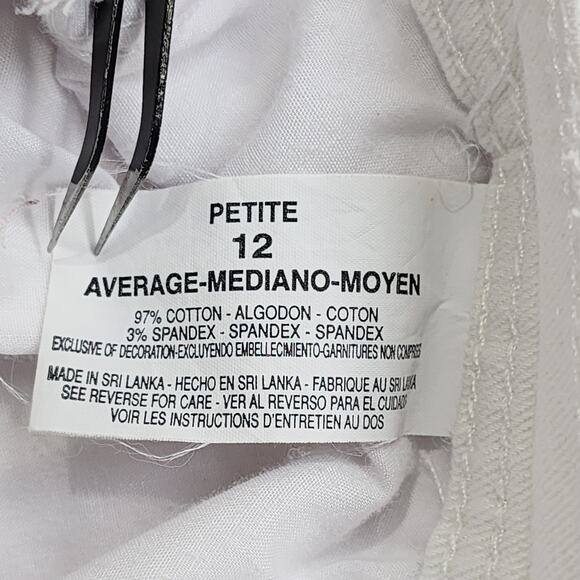 PETITE
12
AVERAGE-MEDIANO-MOYEN
97% COTTON - ALGODON - COTON
3% SPANDEX - SPANDEX - SPANDEX
EXCLUSIVE OF DECORATION-EXCLUYENDO EMBELLECIMIENTO-GARNITURES NON COMPRISES
MADE IN SRI LANKA - HECHO EN SRI LANKA - FABRIQUE AU SRI LANKA
SEE REVERSE FOR CARE - VER AL REVERSO PARA EL CUIDADO
VOIR LES INSTRUCTIONS D'ENTRETIEN AU DOS